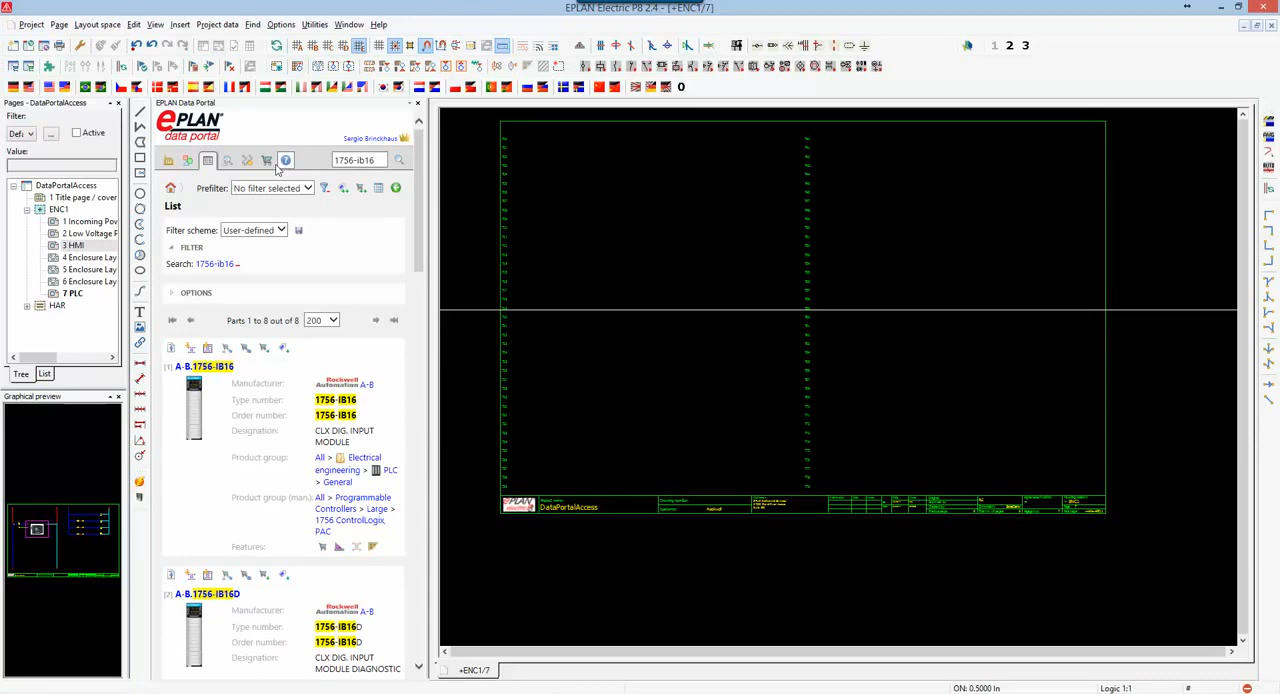 EPLAN Electric P8 2.4 - [+ENC1/7]
Project Page Layout space Edit View Insert Project data Find Options Utilities Window Help
1 2 3
0
Pages - DataPortalAccess
Filter:
Defa
...
Active
Value:
DataPortalAccess
1 Title page / cover
ENC1
1 Incoming Pov
2 Low Voltage P
3 HMI
4 Enclosure Lay
5 Enclosure Lay
6 Enclosure Lay
7 PLC
HAR
Tree List
Graphical preview
EPLAN Data Portal
ePLAN
data portal
Sergio Brinckhaus
1756-ib16
Prefilter: No filter selected
List
Filter scheme: User-defined
FILTER
Search: 1756-ib16
OPTIONS
Parts 1 to 8 out of 8 200
[1] A-B.1756-IB16
Manufacturer: Rockwell Automation A-B
Type number: 1756-IB16
Order number: 1756-IB16
Designation: CLX DIG. INPUT
MODULE
Product group: All > Electrical
engineering > PLC
> General
Product group (man.): All > Programmable
Controllers > Large >
1756 ControlLogix,
PAC
Features:
[2] A-B.1756-IB16D
Manufacturer: Rockwell Automation A-B
Type number: 1756-IB16D
Order number: 1756-IB16D
Designation: CLX DIG. INPUT
MODULE DIAGNOSTIC
DataPortalAccess
+ENC1/7
ON: 0.5000 In
Logic 1:1
#